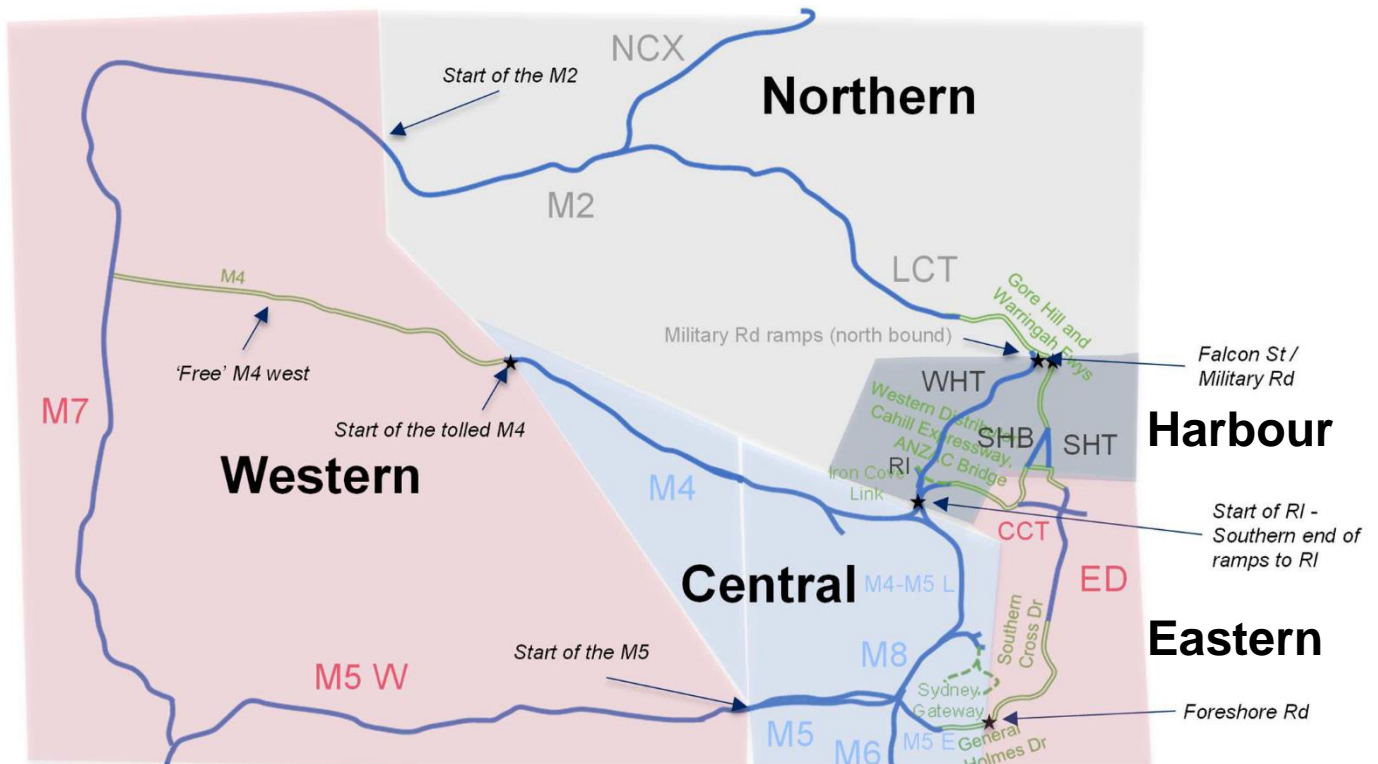 NCX
Start of the M2
Northern
M2
LCT
Gore Hill and
Warringah Fwys
M4
'Free' M4 west
Military Rd ramps (north bound)
Falcon St /
Military Rd
WHT
Harbour
M7
Start of the tolled M4
Western Distributor,
Cahill Expressway,
ANZAC Bridge
SHB
SHT
Western
RI
Iron Cove
Link
M4
Start of RI -
Southern end of
ramps to RI
CCT
Central
M4-M5 L
ED
Southern
Cross Dr
Eastern
Start of the M5
M8
M5 W
Sydney
Gateway
Foreshore Rd
M5
M6
M5 E
General
Holmes Dr